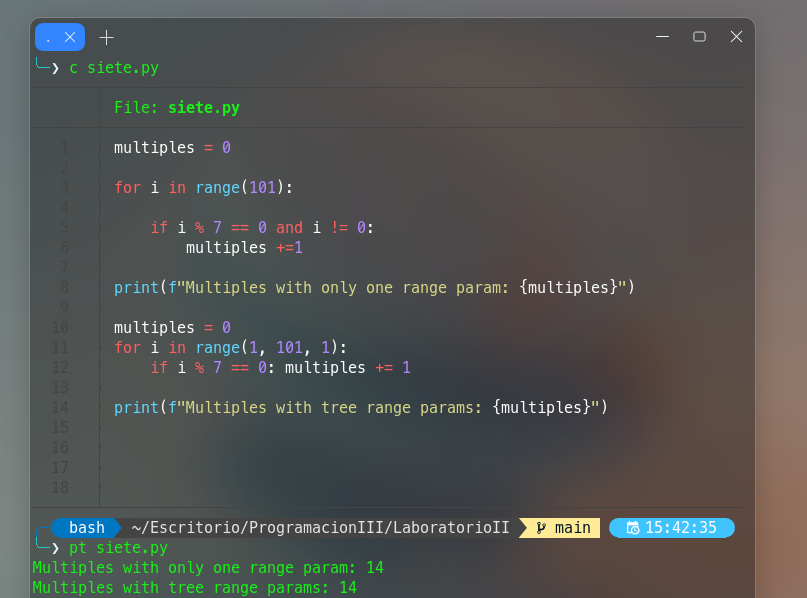 .
❯ c siete.py
File: siete.py
1 multiples = 0
2
3 for i in range(101):
4
5 if i % 7 == 0 and i != 0:
6 multiples +=1
7
8 print(f"Multiples with only one range param: {multiples}")
9
10 multiples = 0
11 for i in range(1, 101, 1):
12 if i % 7 == 0: multiples += 1
13
14 print(f"Multiples with tree range params: {multiples}")
15
16
17
18
bash ~/Escritorio/ProgramacionIII/LaboratorioII main 15:42:35
❯ pt siete.py
Multiples with only one range param: 14
Multiples with tree range params: 14